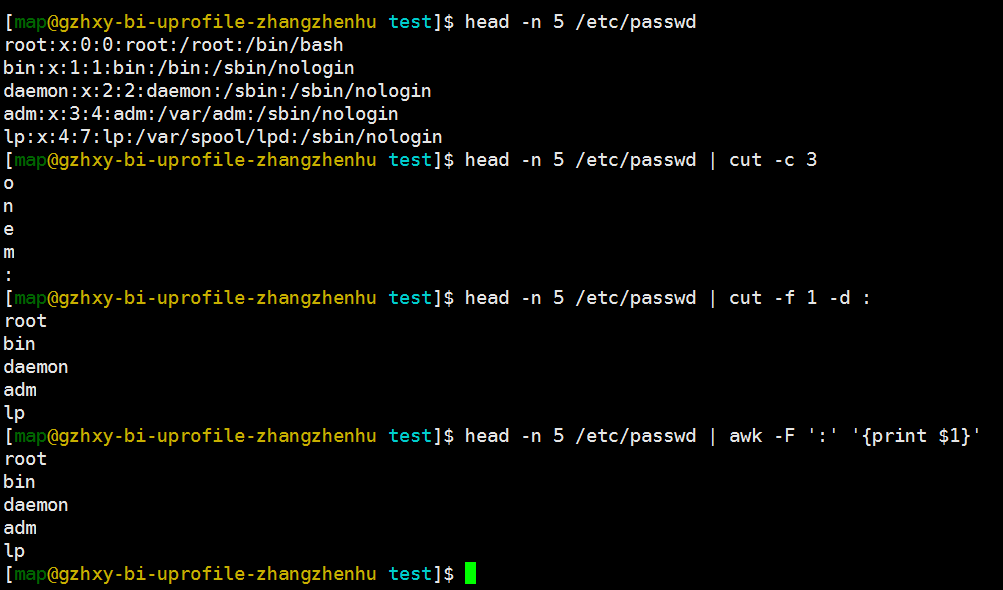 [map@gzhxy-bi-uprofile-zhangzhenhu test]$ head -n 5 /etc/passwd
root:x:0:0:root:/root:/bin/bash
bin:x:1:1:bin:/bin:/sbin/nologin
daemon:x:2:2:daemon:/sbin:/sbin/nologin
adm:x:3:4:adm:/var/adm:/sbin/nologin
lp:x:4:7:lp:/var/spool/lpd:/sbin/nologin
[map@gzhxy-bi-uprofile-zhangzhenhu test]$ head -n 5 /etc/passwd | cut -c 3
o
n
e
m
:
[map@gzhxy-bi-uprofile-zhangzhenhu test]$ head -n 5 /etc/passwd | cut -f 1 -d :
root
bin
daemon
adm
lp
[map@gzhxy-bi-uprofile-zhangzhenhu test]$ head -n 5 /etc/passwd | awk -F ':' '{print $1}'
root
bin
daemon
adm
lp
[map@gzhxy-bi-uprofile-zhangzhenhu test]$